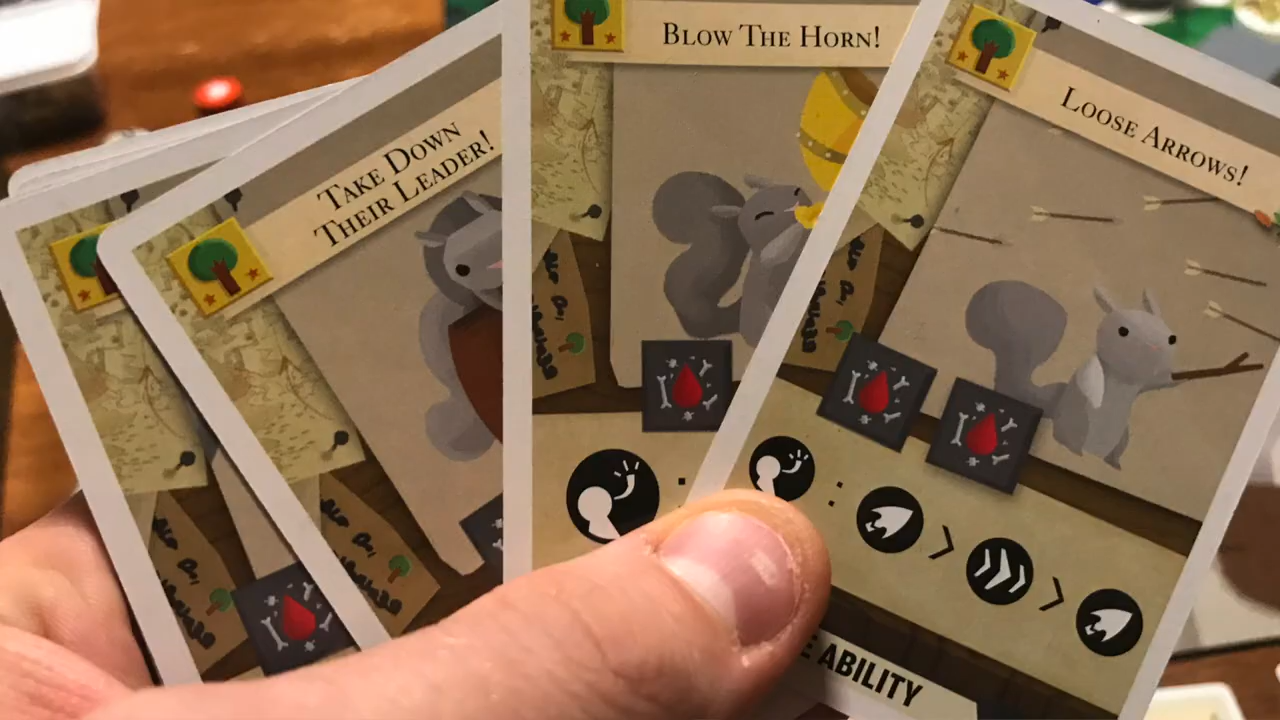 TAKE DOWN
THEIR LEADER!
BLOW THE HORN!
LOOSE ARROWS!
ABILITY